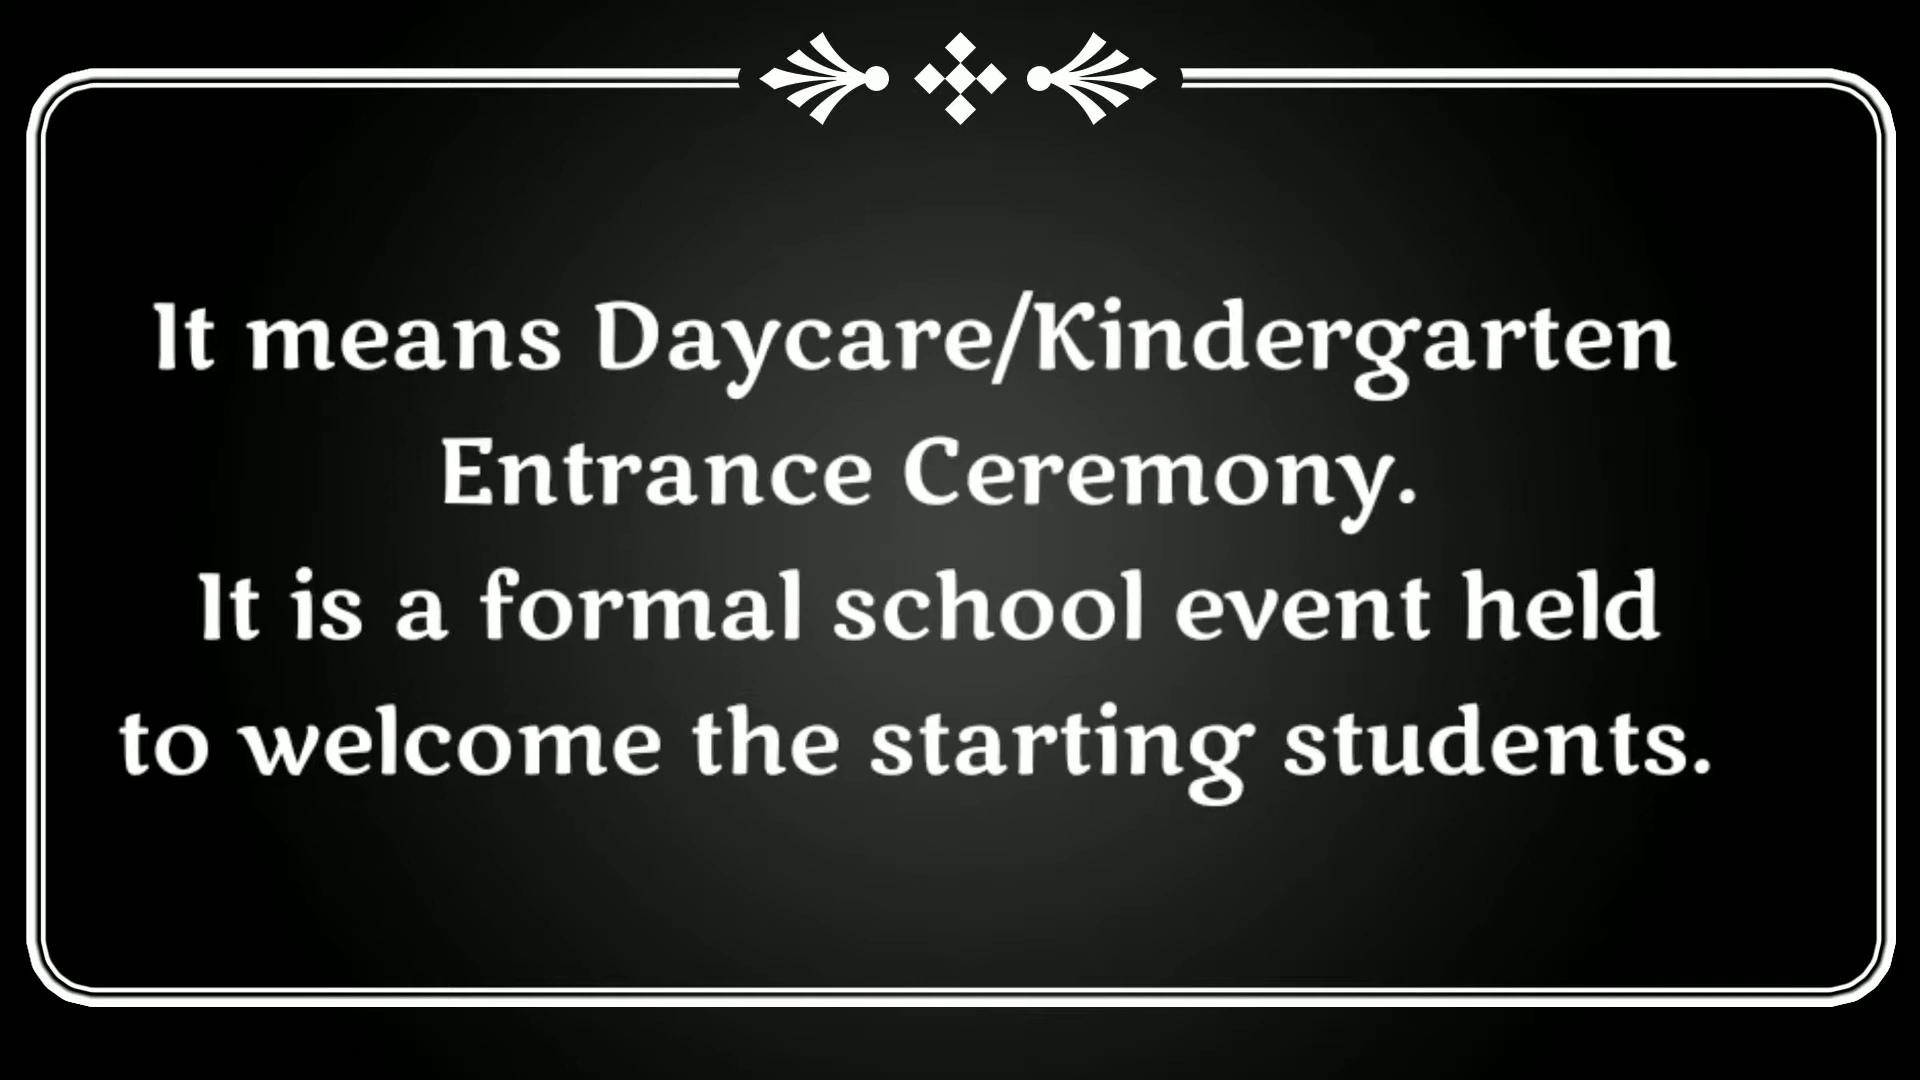 It means Daycare/Kindergarten
Entrance Ceremony.
It is a formal school event held
to welcome the starting students.